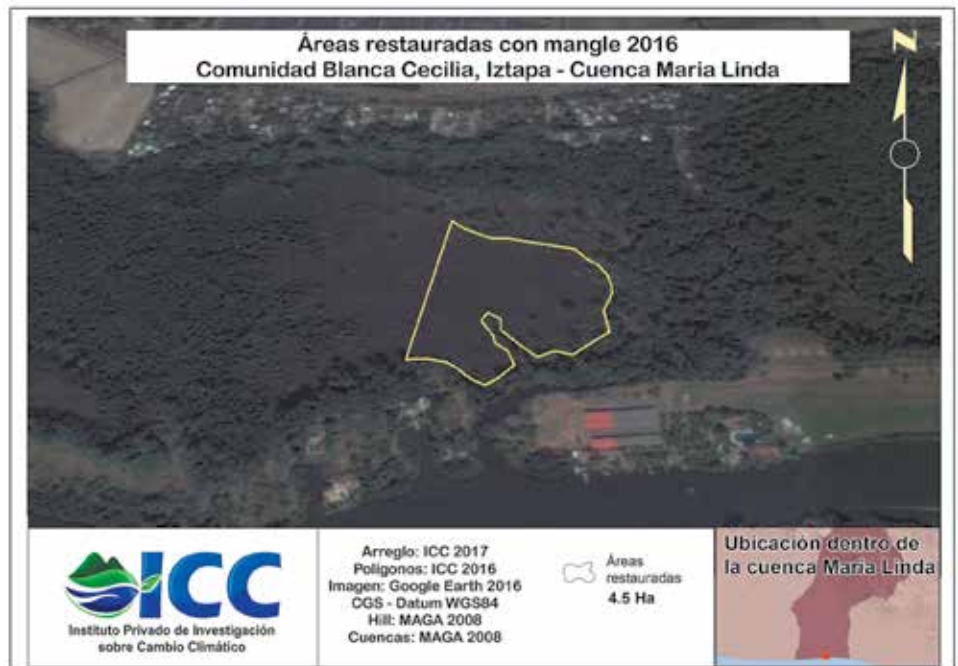 Áreas restauradas con mangle 2016
Comunidad Blanca Cecilia, Iztapa - Cuenca Maria Linda
N
ICC
Instituto Privado de Investigación
sobre Cambio Climático
Arreglo: ICC 2017
Poligonos: ICC 2016
Imagen: Google Earth 2016
CGS - Datum WGS84
Hill: MAGA 2008
Cuencas: MAGA 2008
Áreas
restauradas
4.5 Ha
Ubicación dentro de
la cuenca Maria Linda